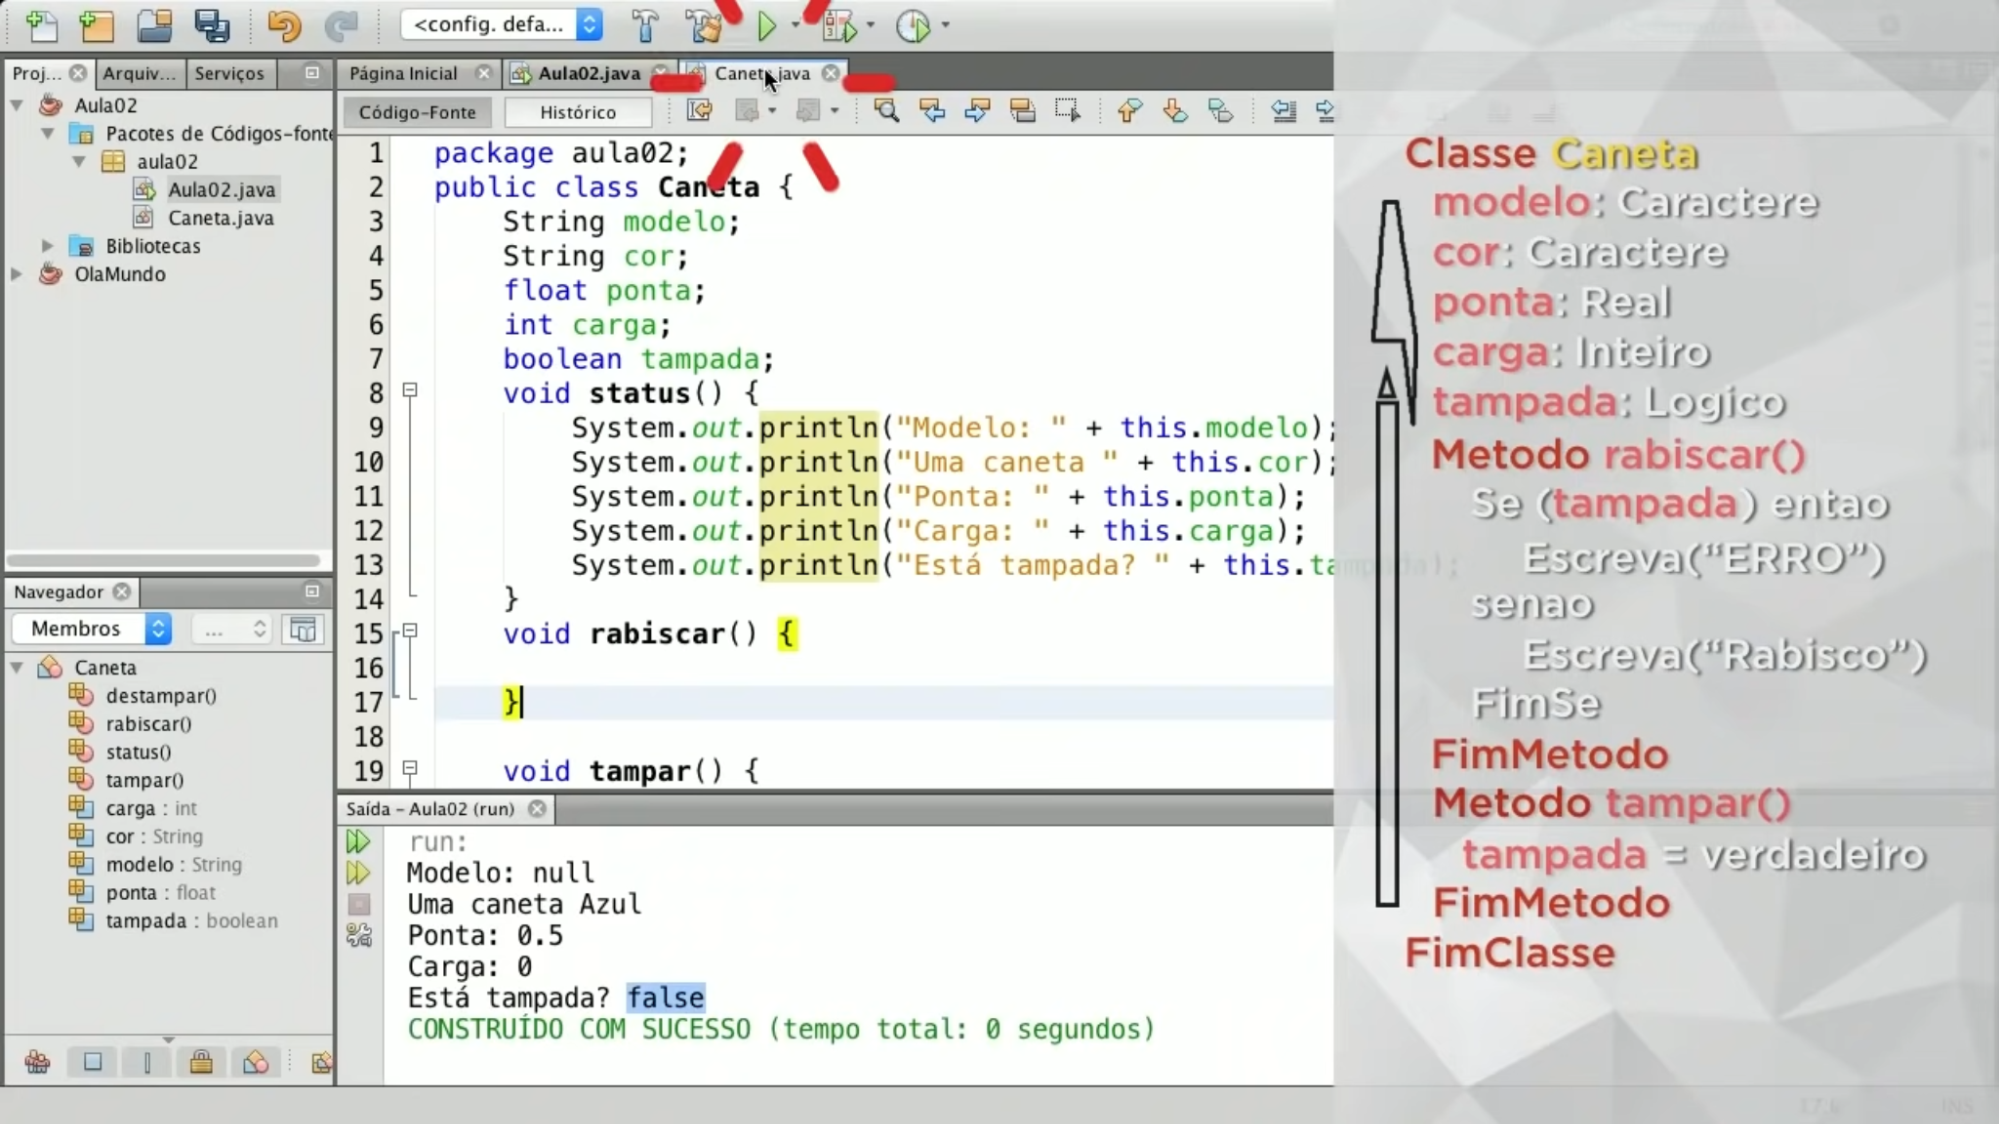 <config. defa...
Proj...
Arquiv...
Serviços
Página Inicial
Aula02.java
Caneta.java
Código-Fonte
Histórico
Aula02
Pacotes de Códigos-fonte
aula02
Aula02.java
Caneta.java
Bibliotecas
OlaMundo
Navegador
Membros
...
Caneta
destampar()
rabiscar()
status()
tampar()
carga : int
cor : String
modelo : String
ponta : float
tampada : boolean
1 package aula02;
2 public class Caneta {
3 String modelo;
4 String cor;
5 float ponta;
6 int carga;
7 boolean tampada;
8 void status() {
9 System.out.println("Modelo: " + this.modelo);
10 System.out.println("Uma caneta " + this.cor);
11 System.out.println("Ponta: " + this.ponta);
12 System.out.println("Carga: " + this.carga);
13 System.out.println("Está tampada? " + this.tampada);
14 }
15 void rabiscar() {
16
17 }
18
19 void tampar() {
Saída - Aula02 (run)
run:
Modelo: null
Uma caneta Azul
Ponta: 0.5
Carga: 0
Está tampada? false
CONSTRUÍDO COM SUCESSO (tempo total: 0 segundos)
Classe Caneta
modelo: Caractere
cor: Caractere
ponta: Real
carga: Inteiro
tampada: Logico
Metodo rabiscar()
Se (tampada) entao
Escreva(“ERRO”)
senao
Escreva(“Rabisco”)
FimSe
FimMetodo
Metodo tampar()
tampada = verdadeiro
FimMetodo
FimClasse
INS